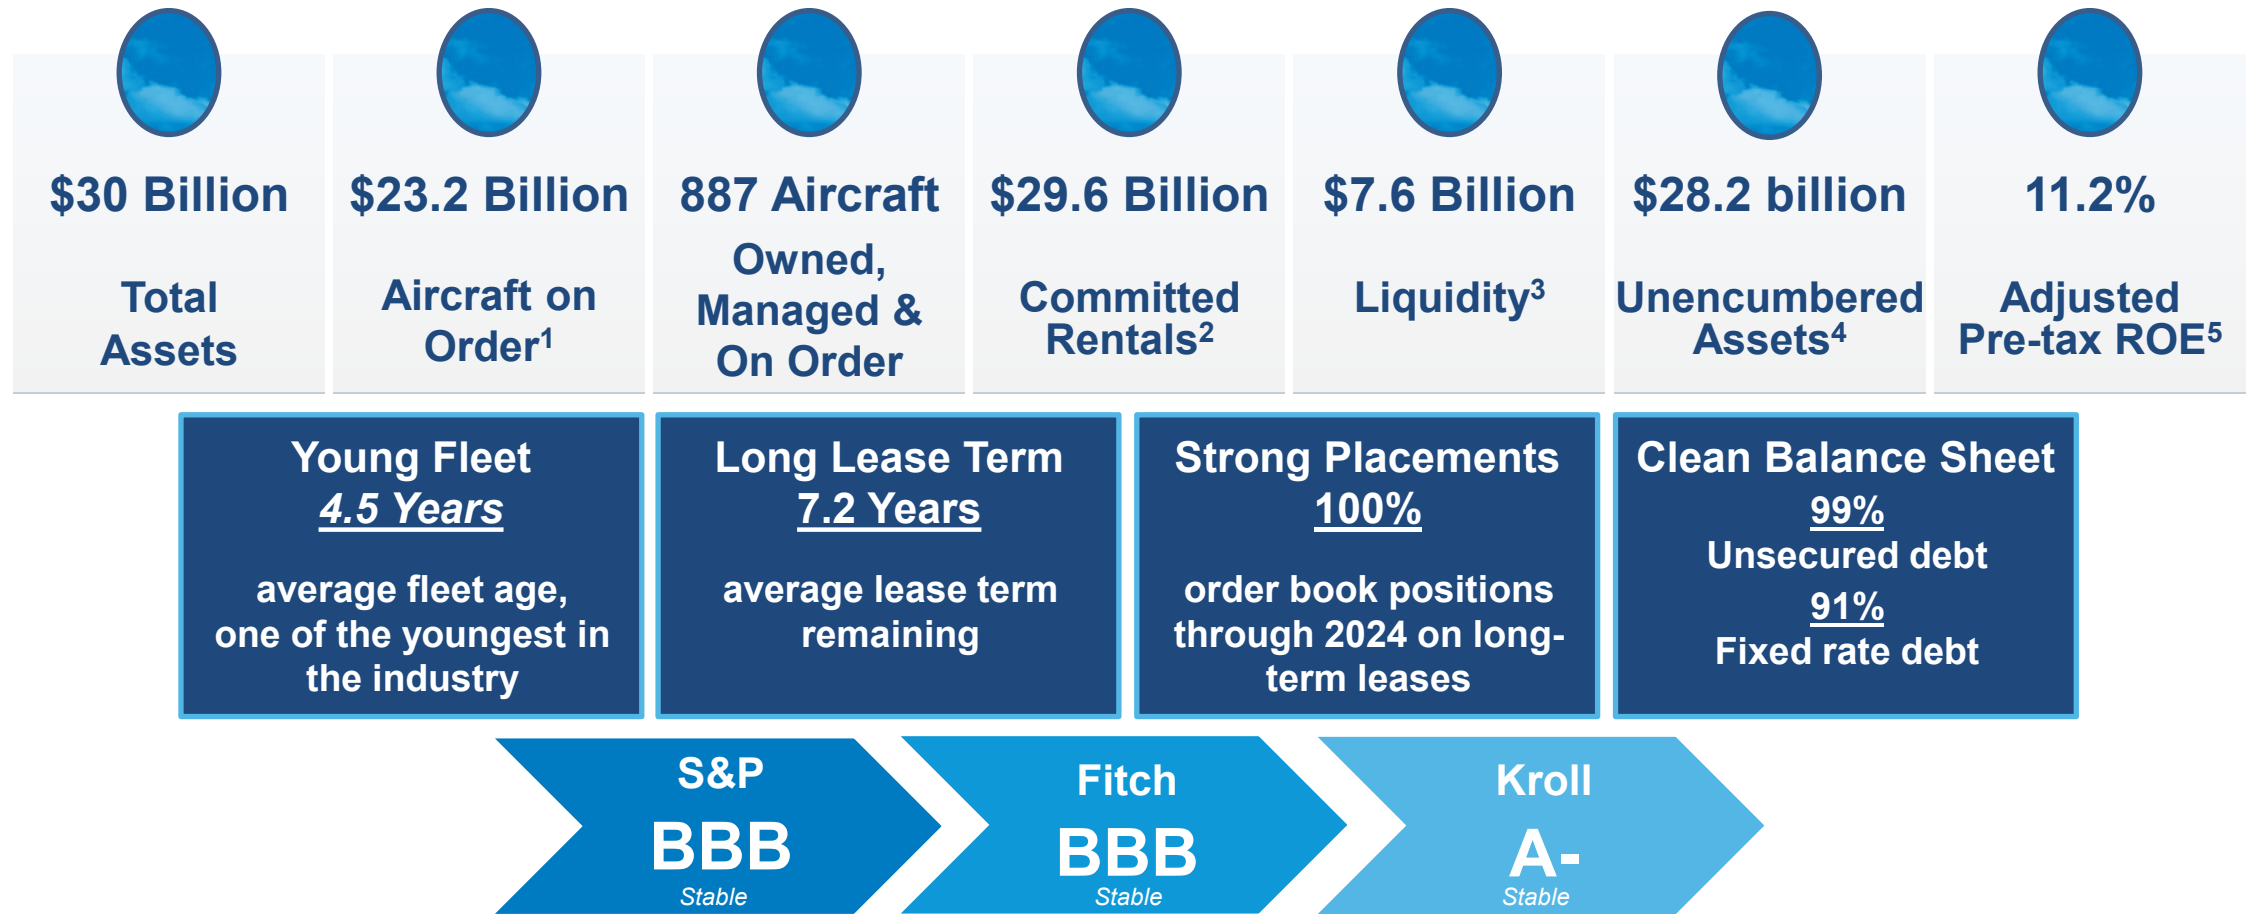 $30 Billion
Total
Assets
$23.2 Billion
Aircraft on
Order1
887 Aircraft
Owned,
Managed &
On Order
$29.6 Billion
Committed
Rentals2
$7.6 Billion
Liquidity3
$28.2 billion
Unencumbered
Assets4
11.2%
Adjusted
Pre-tax ROE5
Young Fleet
4.5 Years
average fleet age,
one of the youngest in
the industry
Long Lease Term
7.2 Years
average lease term
remaining
Strong Placements
100%
order book positions
through 2024 on long-
term leases
Clean Balance Sheet
99%
Unsecured debt
91%
Fixed rate debt
S&P
BBB
Stable
Fitch
BBB
Stable
Kroll
A-
Stable